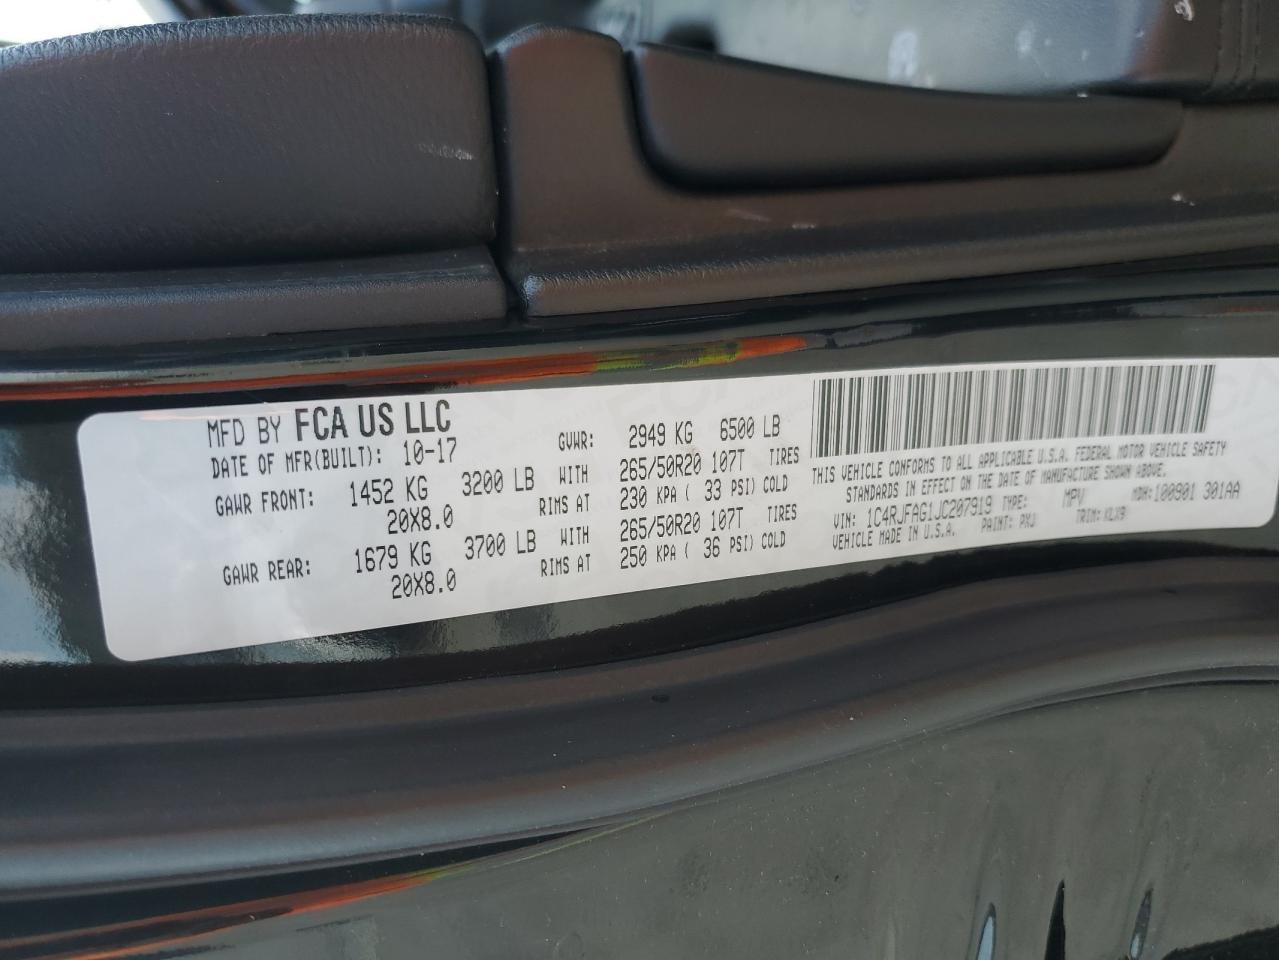 MFD BY FCA US LLC
DATE OF MFR(BUILT): 10-17 GVWR: 2949 KG 6500 LB
GAWR FRONT: 1452 KG 3200 LB WITH 265/50R20 107T TIRES
20X8.0 RIMS AT 230 KPA ( 33 PSI) COLD
GAWR REAR: 1679 KG 3700 LB WITH 265/50R20 107T TIRES
20X8.0 RIMS AT 250 KPA ( 36 PSI) COLD
THIS VEHICLE CONFORMS TO ALL APPLICABLE U.S.A. FEDERAL MOTOR VEHICLE SAFETY
STANDARDS IN EFFECT ON THE DATE OF MANUFACTURE SHOWN ABOVE.
VIN: 1C4RJFAG1JC207919 TYPE: MPV MDH:100901 301AA
VEHICLE MADE IN U.S.A. PAINT: PXJ TRIM:KLX9